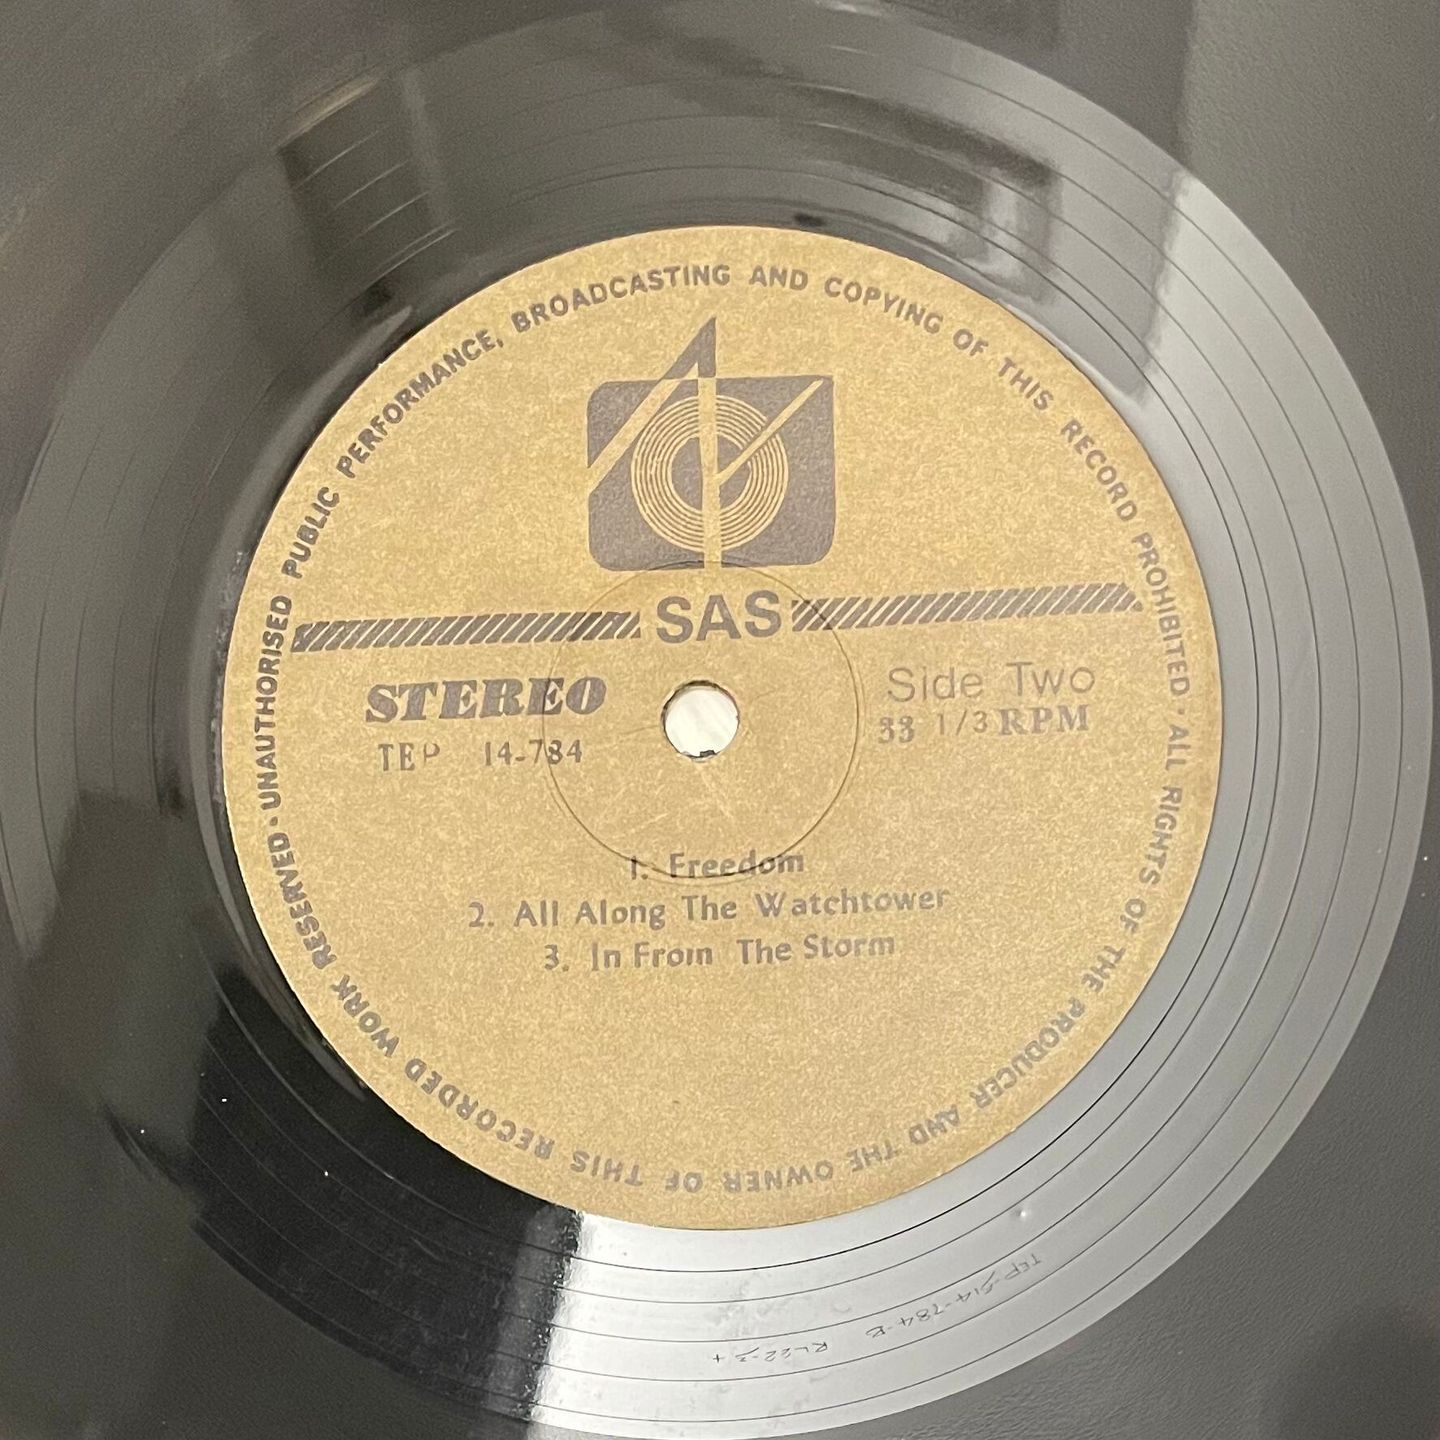 UNAUTHORISED PUBLIC PERFORMANCE, BROADCASTING AND COPYING OF THIS RECORD PROHIBITED · ALL RIGHTS OF THE PRODUCER AND THE OWNER OF THIS RECORDED WORK RESERVED ·
SAS
STEREO
Side Two
TEP 14-784
33 1/3 RPM
1. Freedom
2. All Along The Watchtower
3. In From The Storm